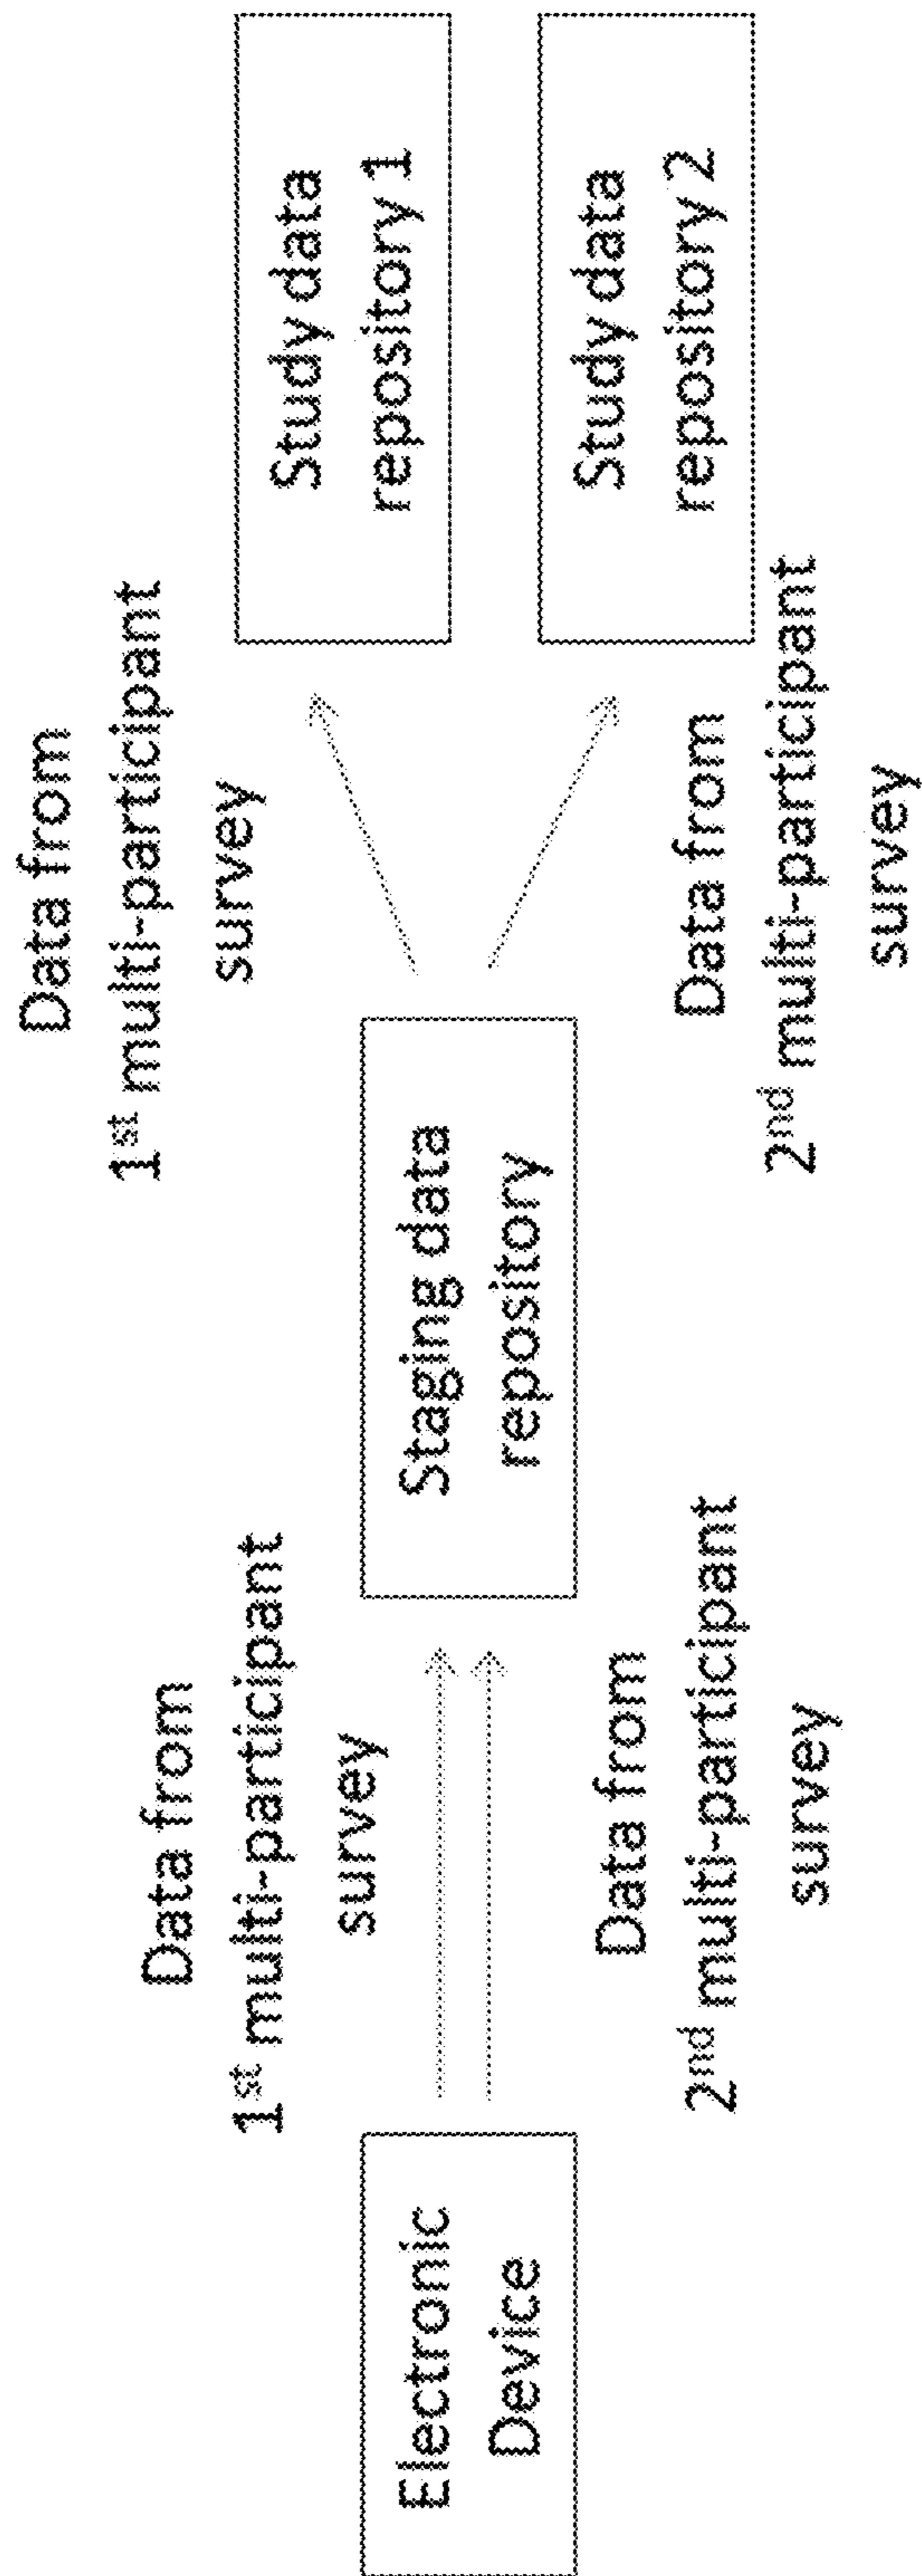 Electronic
Device
Data from
1st multi-participant
survey
Data from
2nd multi-participant
survey
Staging data
repository
Data from
1st multi-participant
survey
Data from
2nd multi-participant
survey
Study data
repository 1
Study data
repository 2